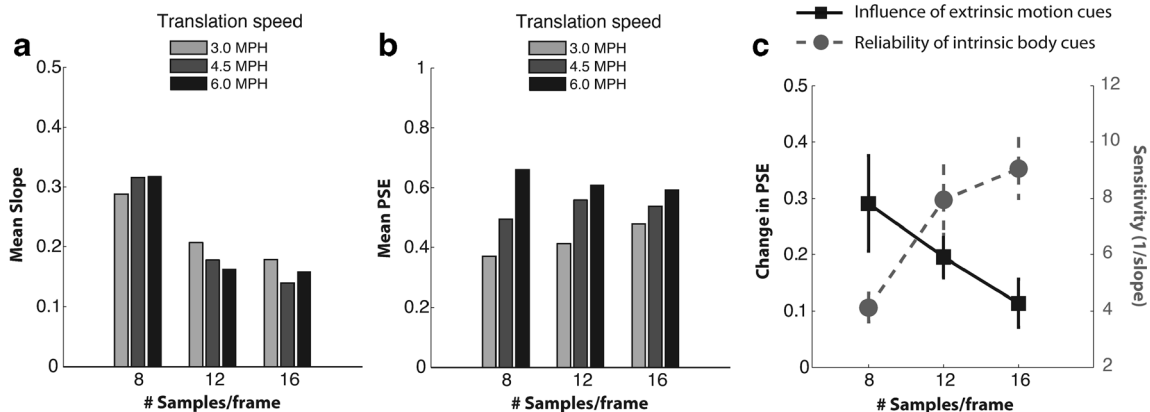 a
Translation speed
3.0 MPH
4.5 MPH
6.0 MPH
0.5
0.4
0.3
0.2
0.1
0
Mean Slope
8
12
16
# Samples/frame
b
Translation speed
3.0 MPH
4.5 MPH
6.0 MPH
1
0.8
0.6
0.4
0.2
0
Mean PSE
8
12
16
# Samples/frame
c
Influence of extrinsic motion cues
Reliability of intrinsic body cues
0.5
0.4
0.3
0.2
0.1
0
Change in PSE
12
10
8
6
4
2
Sensitivity (1/slope)
8
12
16
# Samples/frame